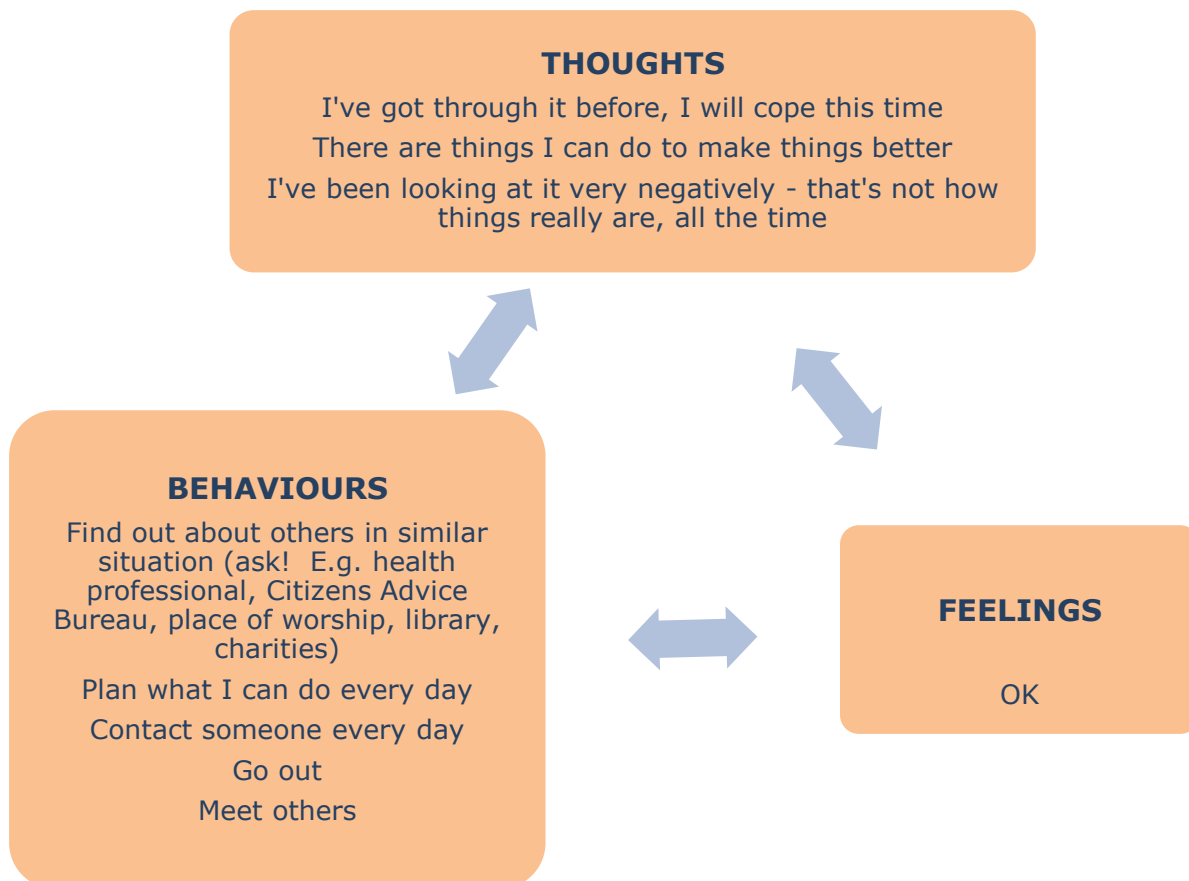 THOUGHTS
I've got through it before, I will cope this time
There are things I can do to make things better
I've been looking at it very negatively - that's not how
things really are, all the time
BEHAVIOURS
Find out about others in similar
situation (ask!  E.g. health
professional, Citizens Advice
Bureau, place of worship, library,
charities)
Plan what I can do every day
Contact someone every day
Go out
Meet others
FEELINGS
OK